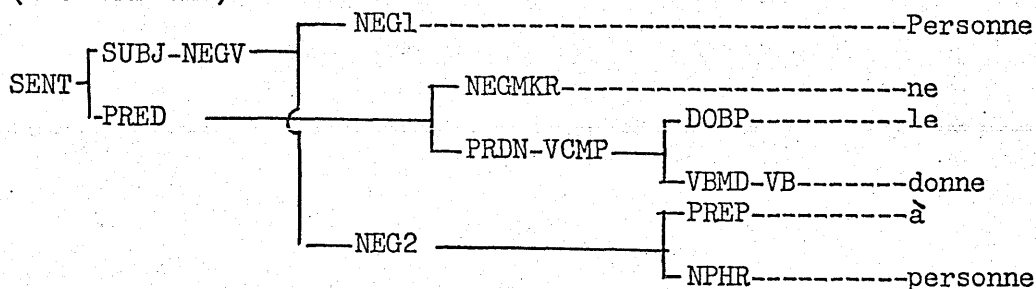 NEG1 Personne
SUBJ-NEGV
SENT
NEGMKR ne
PRED DOBP le
PRDN-VCMP
VBMD-VB donne
PREP à
NEG2
NPHR personne